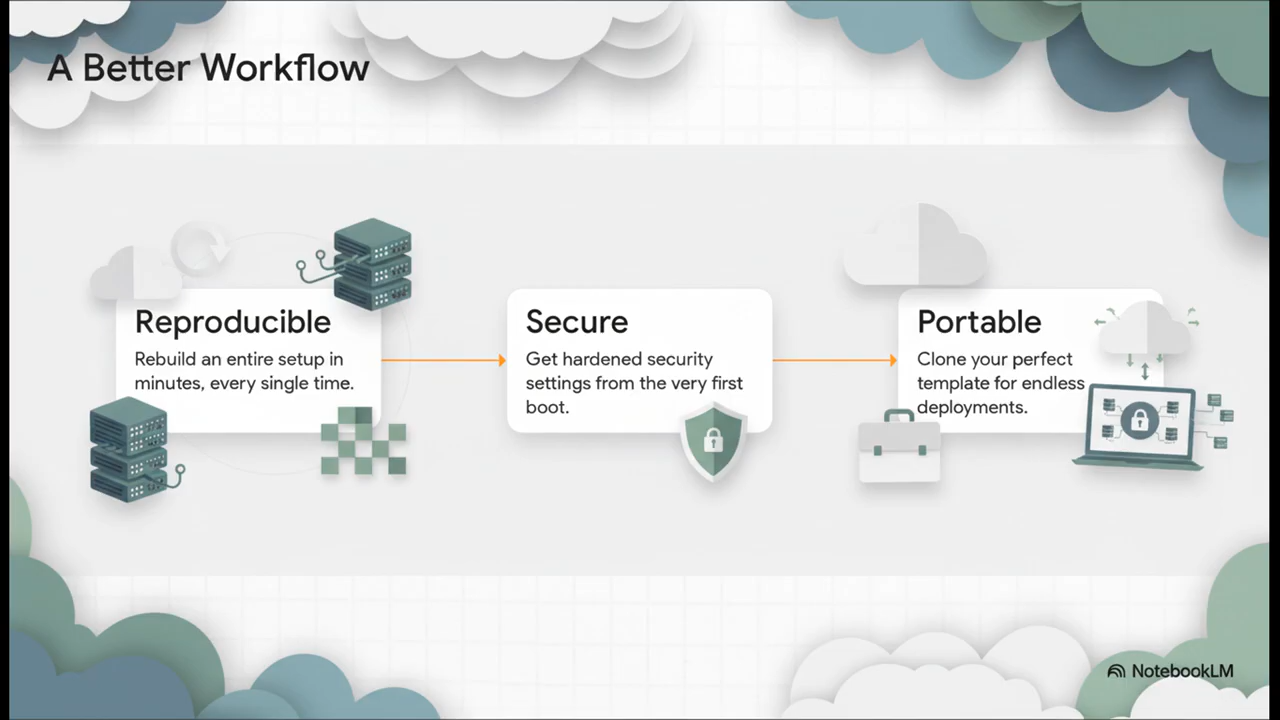 A Better Workflow
Reproducible
Rebuild an entire setup in
minutes, every single time.
Secure
Get hardened security
settings from the very first
boot.
Portable
Clone your perfect
template for endless
deployments.
NotebookLM